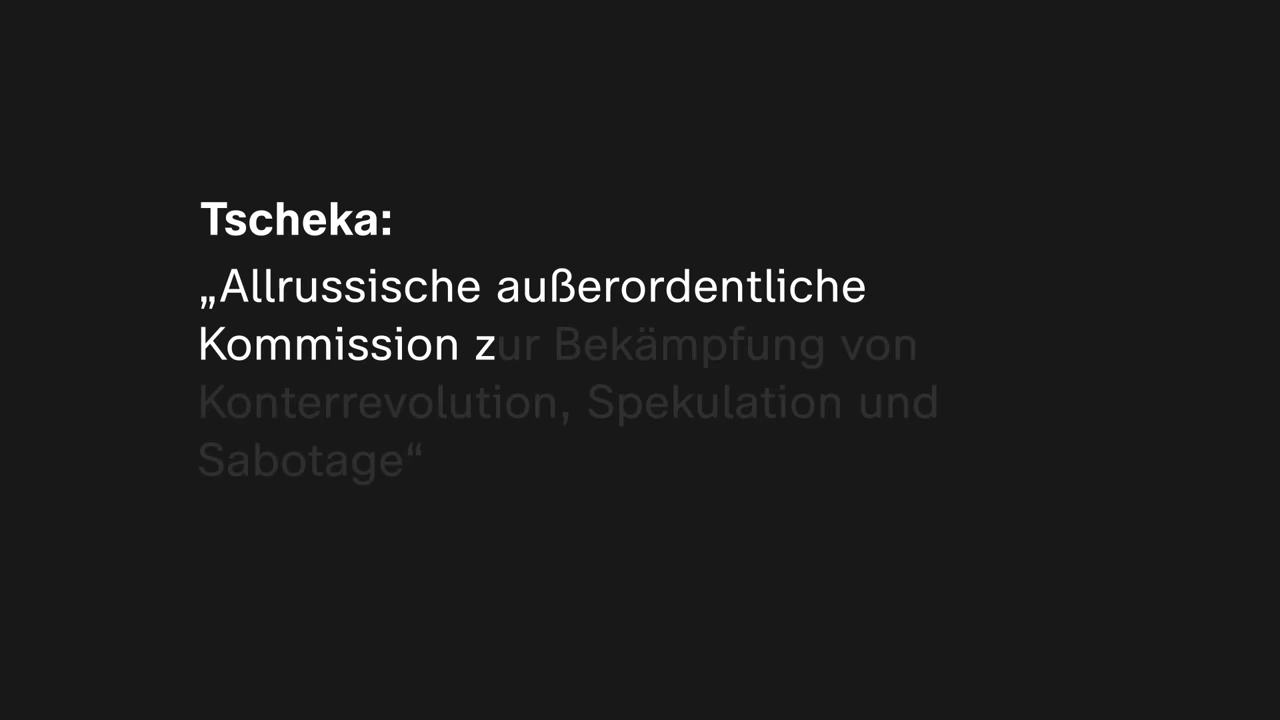 Tscheka:
„Allrussische außerordentliche
Kommission zur Bekämpfung von
Konterrevolution, Spekulation und
Sabotage“